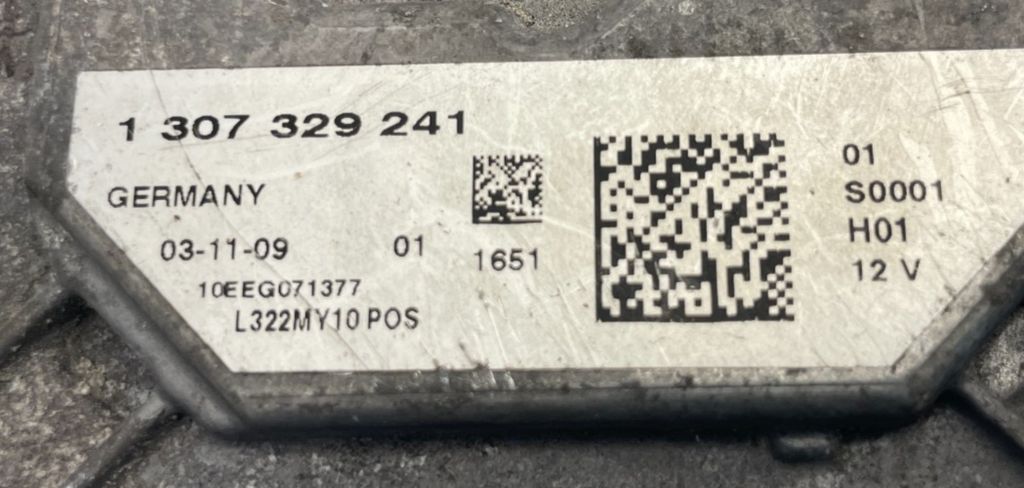 1 307 329 241
GERMANY
03-11-09 01
1651
10EEG071377
L322MY10 POS
01
S0001
H01
12 V